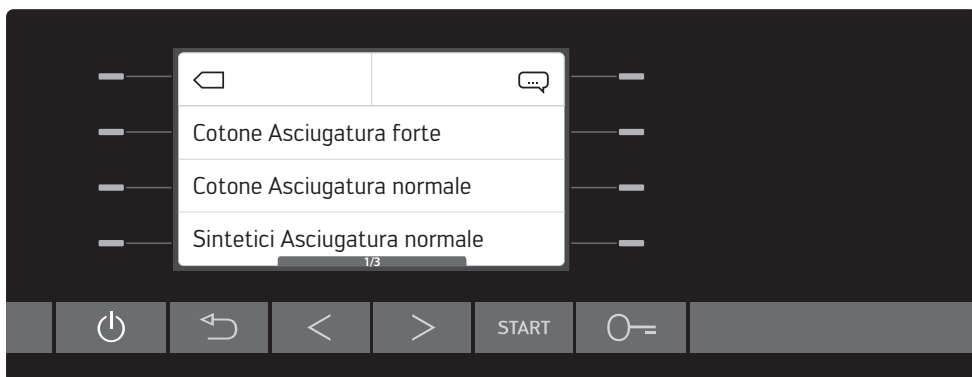 ...
Cotone Asciugatura forte
Cotone Asciugatura normale
Sintetici Asciugatura normale
1/3
START